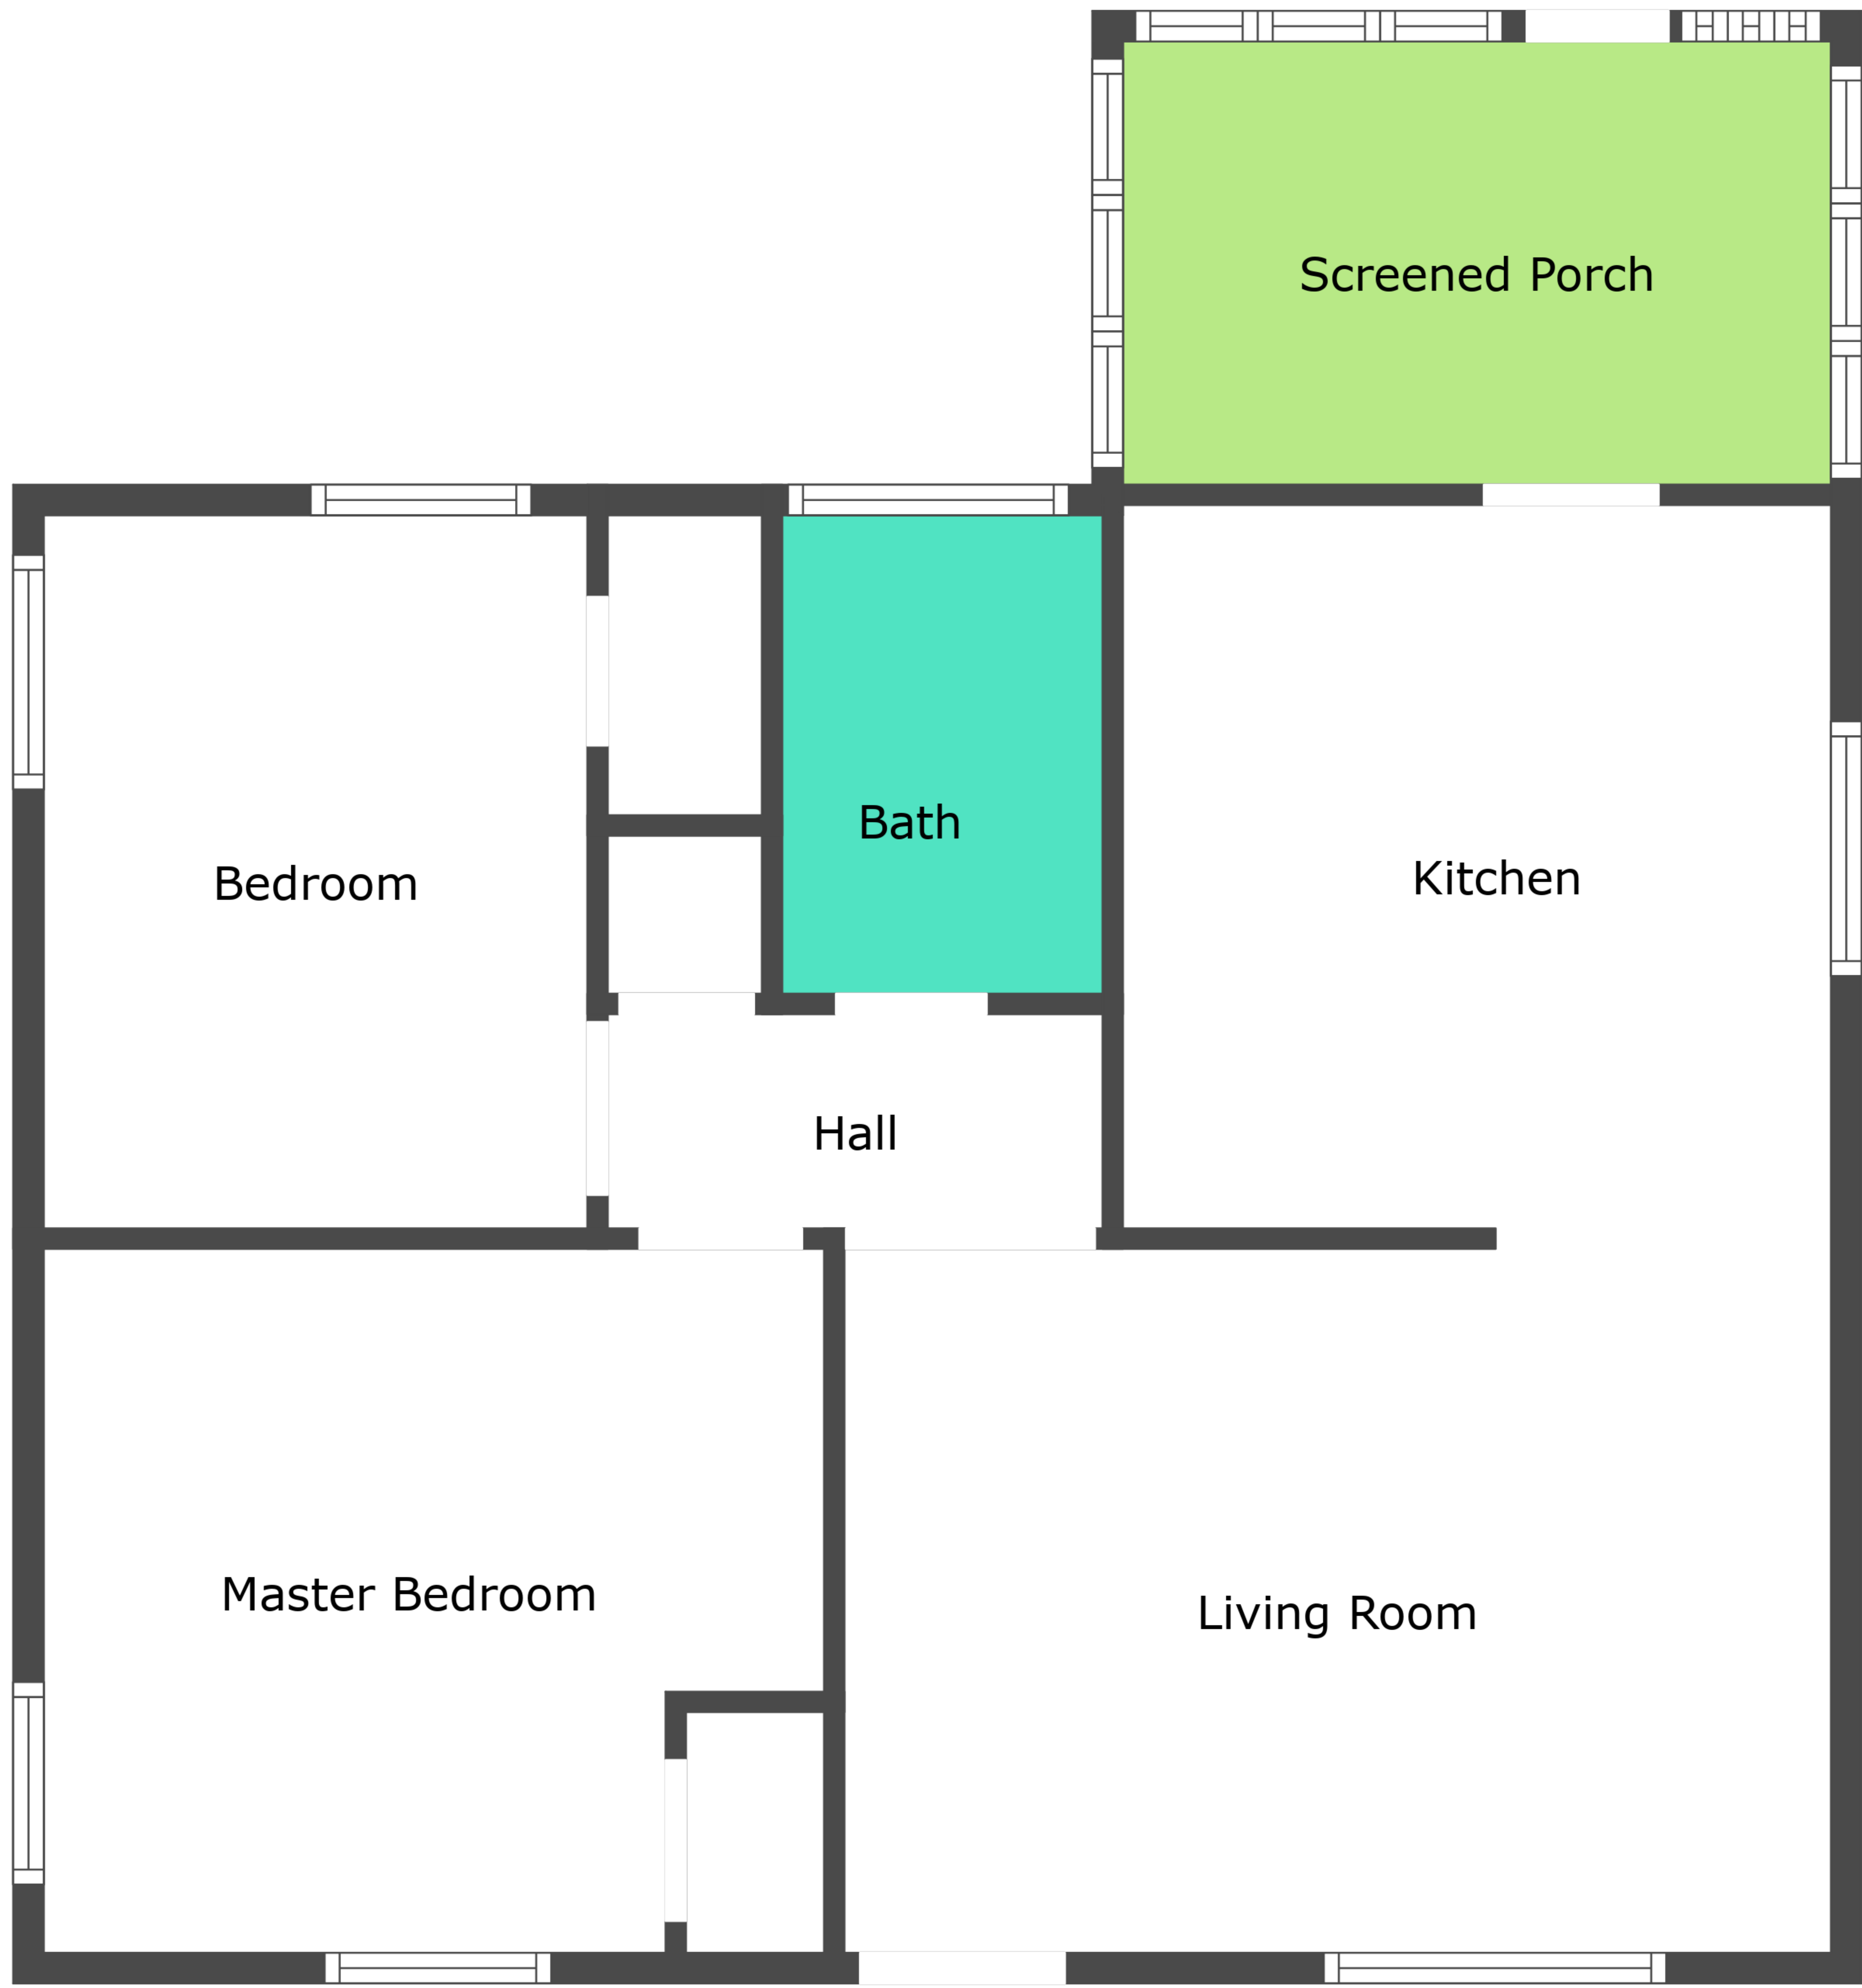 Screened Porch
Bath
Bedroom
Kitchen
Hall
Master Bedroom
Living Room